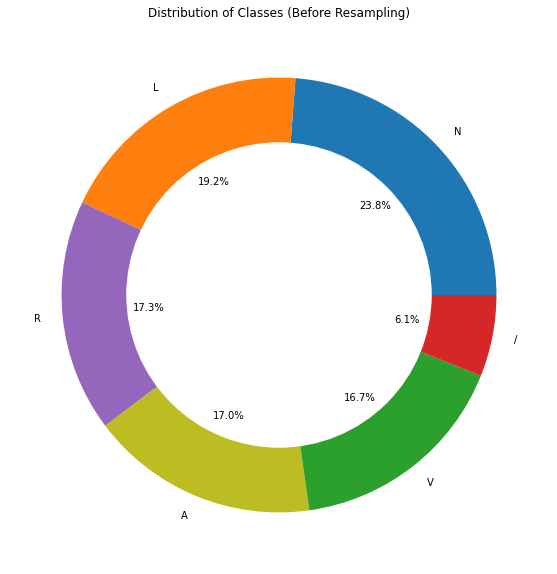 Distribution of Classes (Before Resampling)
L
N
19.2%
23.8%
R
17.3%
6.1%
/
17.0%
16.7%
A
V